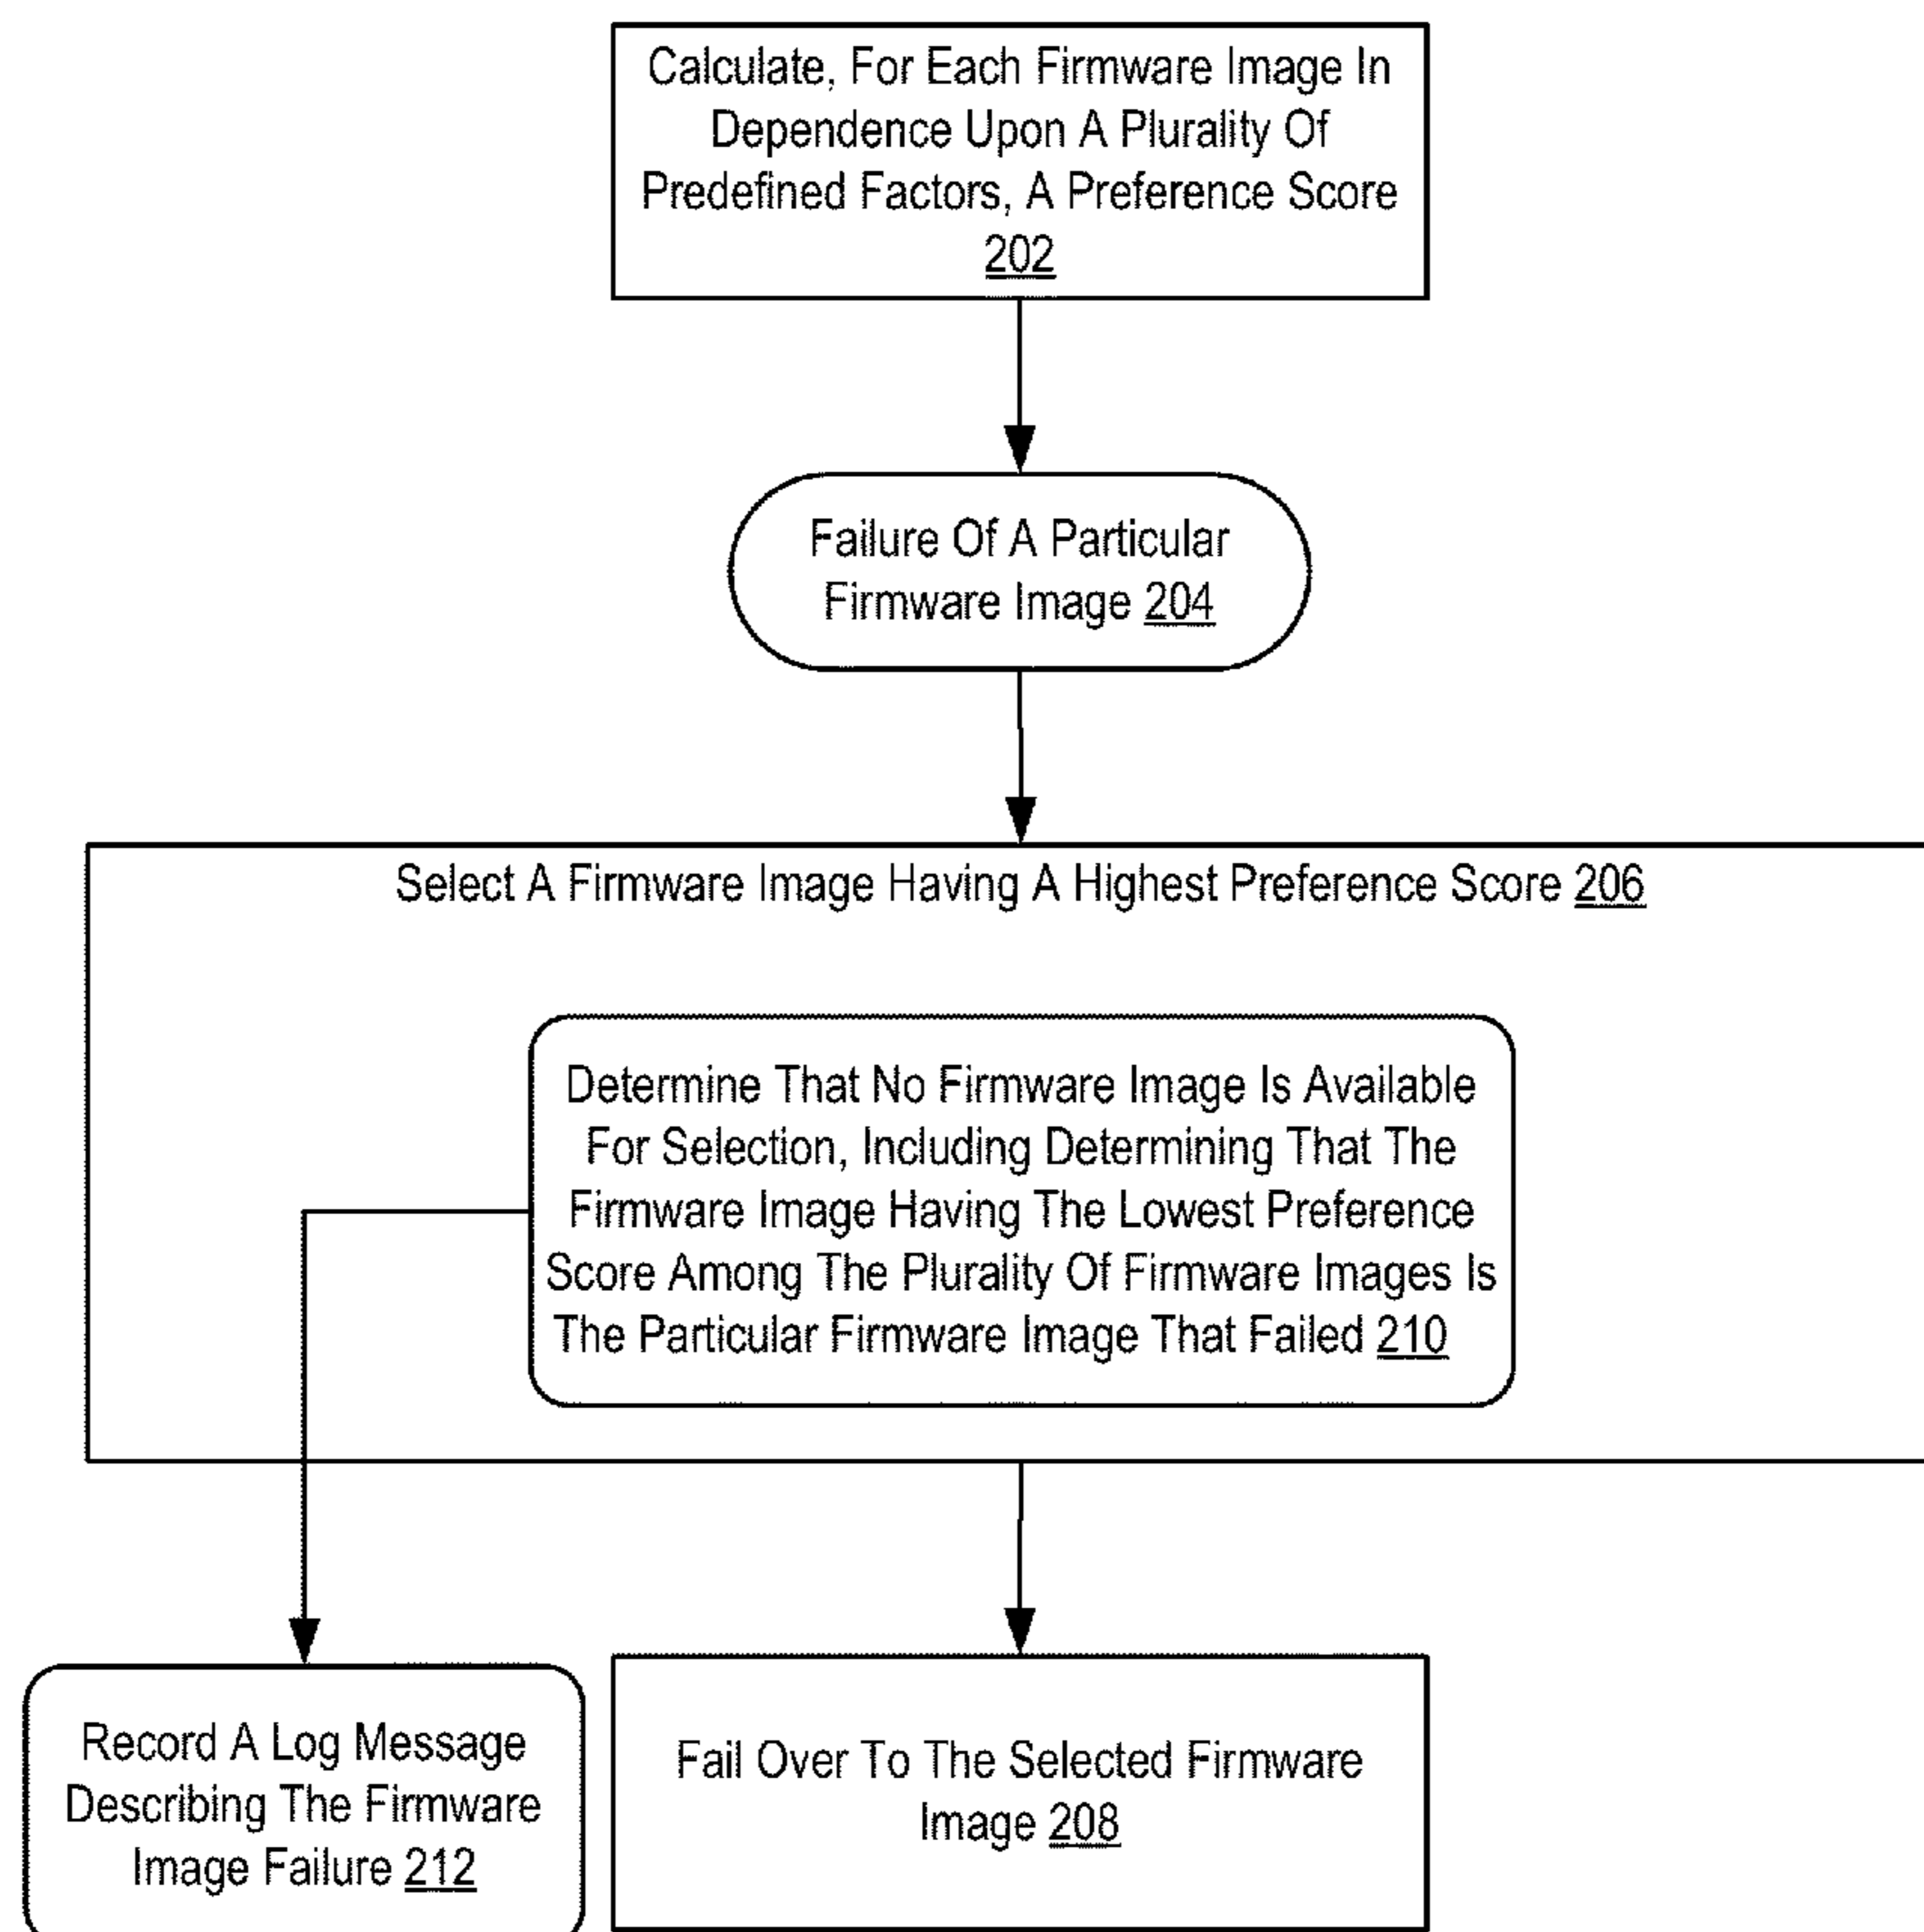 Calculate, For Each Firmware Image In
Dependence Upon A Plurality Of
Predefined Factors, A Preference Score
202
Failure Of A Particular
Firmware Image 204
Select A Firmware Image Having A Highest Preference Score 206
Determine That No Firmware Image Is Available
For Selection, Including Determining That The
Firmware Image Having The Lowest Preference
Score Among The Plurality Of Firmware Images Is
The Particular Firmware Image That Failed 210
Record A Log Message
Describing The Firmware
Image Failure 212
Fail Over To The Selected Firmware
Image 208